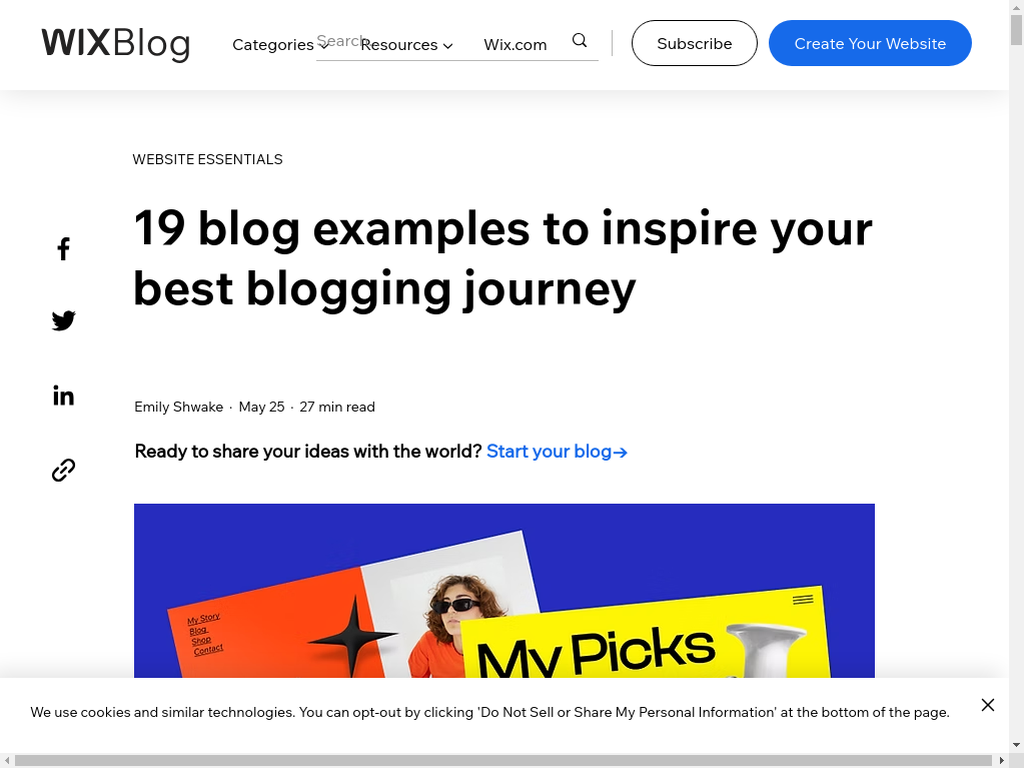 WIXBlog
Categories
Search...
Resources
Wix.com
Subscribe
Create Your Website
WEBSITE ESSENTIALS
19 blog examples to inspire your
best blogging journey
Emily Shwake · May 25 · 27 min read
Ready to share your ideas with the world? Start your blog→
My Story
Blog
Shop
Contact
My Picks
We use cookies and similar technologies. You can opt-out by clicking 'Do Not Sell or Share My Personal Information' at the bottom of the page.